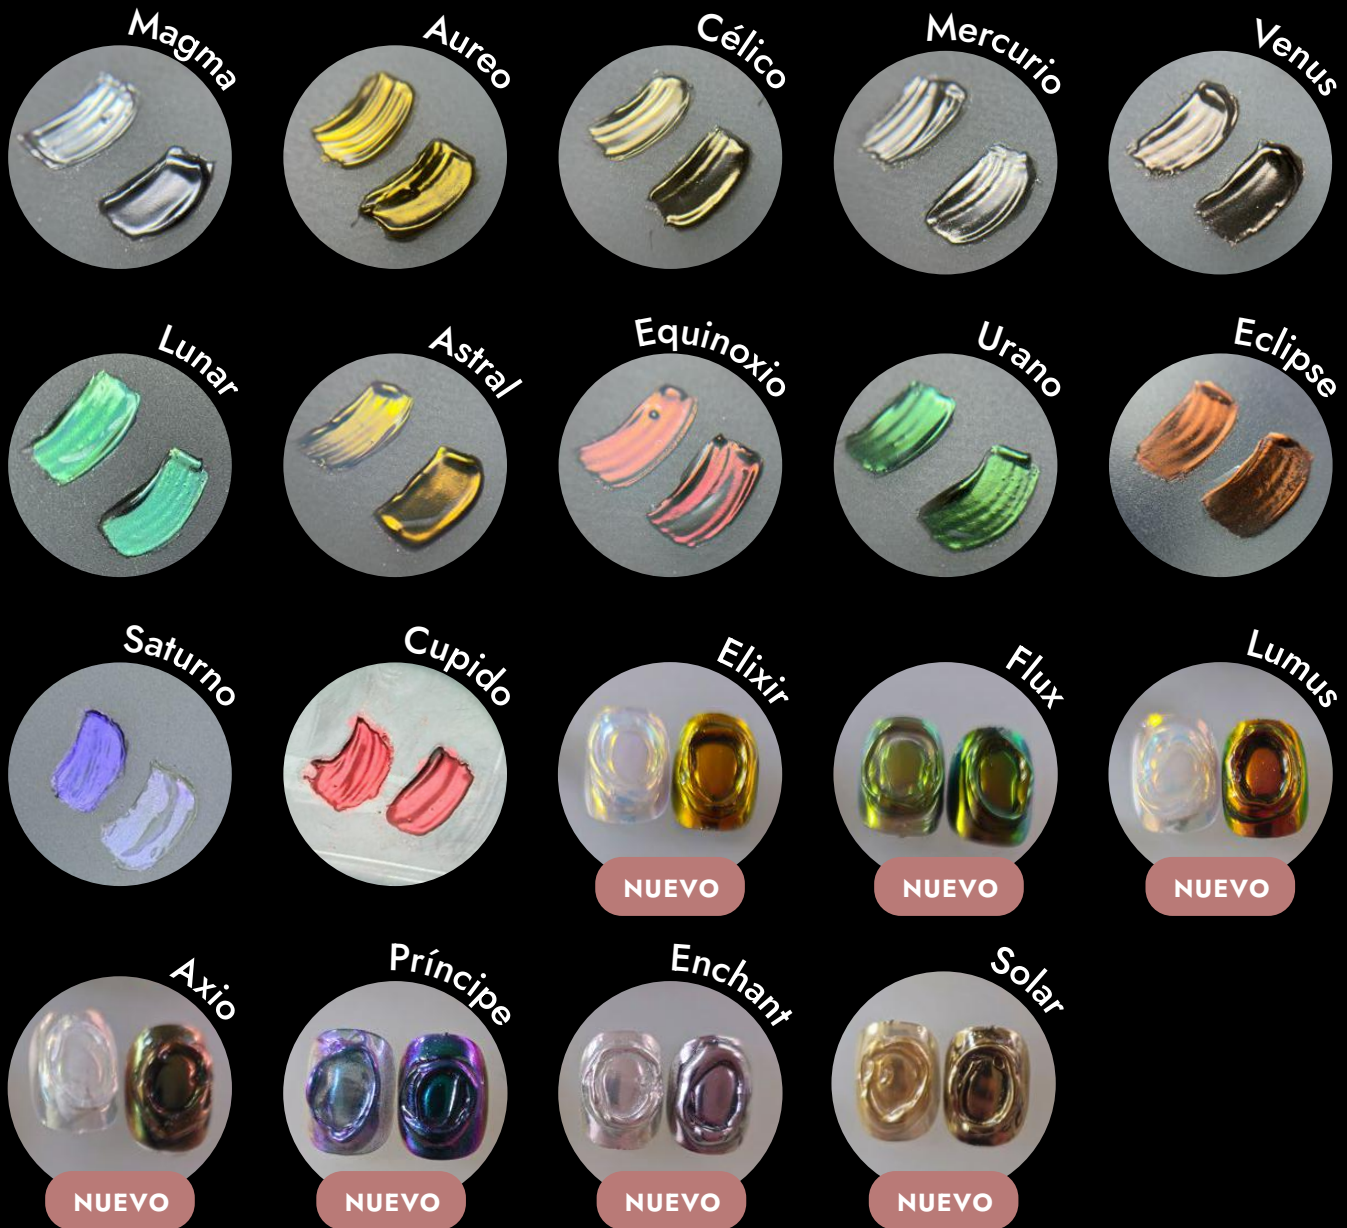 Magma
Aureo
Célico
Mercurio
Venus
Lunar
Astral
Equinoxio
Urano
Eclipse
Saturno
Cupido
Elixir
Flux
Lumus
NUEVO
NUEVO
NUEVO
Axio
Príncipe
Enchant
Solar
NUEVO
NUEVO
NUEVO
NUEVO